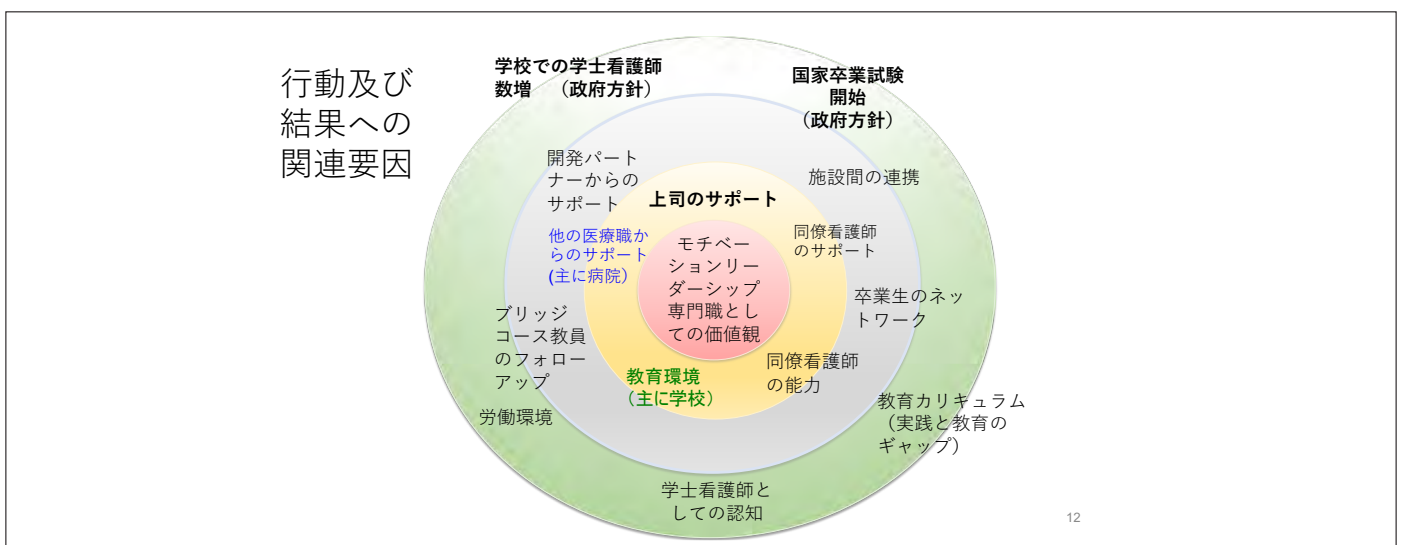 行動及び
結果への
関連要因
学校での学士看護師
数増 （政府方針）
国家卒業試験
開始
（政府方針）
開発パート
ナーからの
サポート
施設間の連携
上司のサポート
他の医療職か
らのサポート
(主に病院）
モチベー
ションリー
ダーシップ
専門職とし
ての価値観
同僚看護師
のサポート
ブリッジ
コース教員
のフォロー
アップ
卒業生のネッ
トワーク
教育環境
（主に学校）
同僚看護師
の能力
労働環境
教育カリキュラム
（実践と教育の
ギャップ）
学士看護師と
しての認知
12